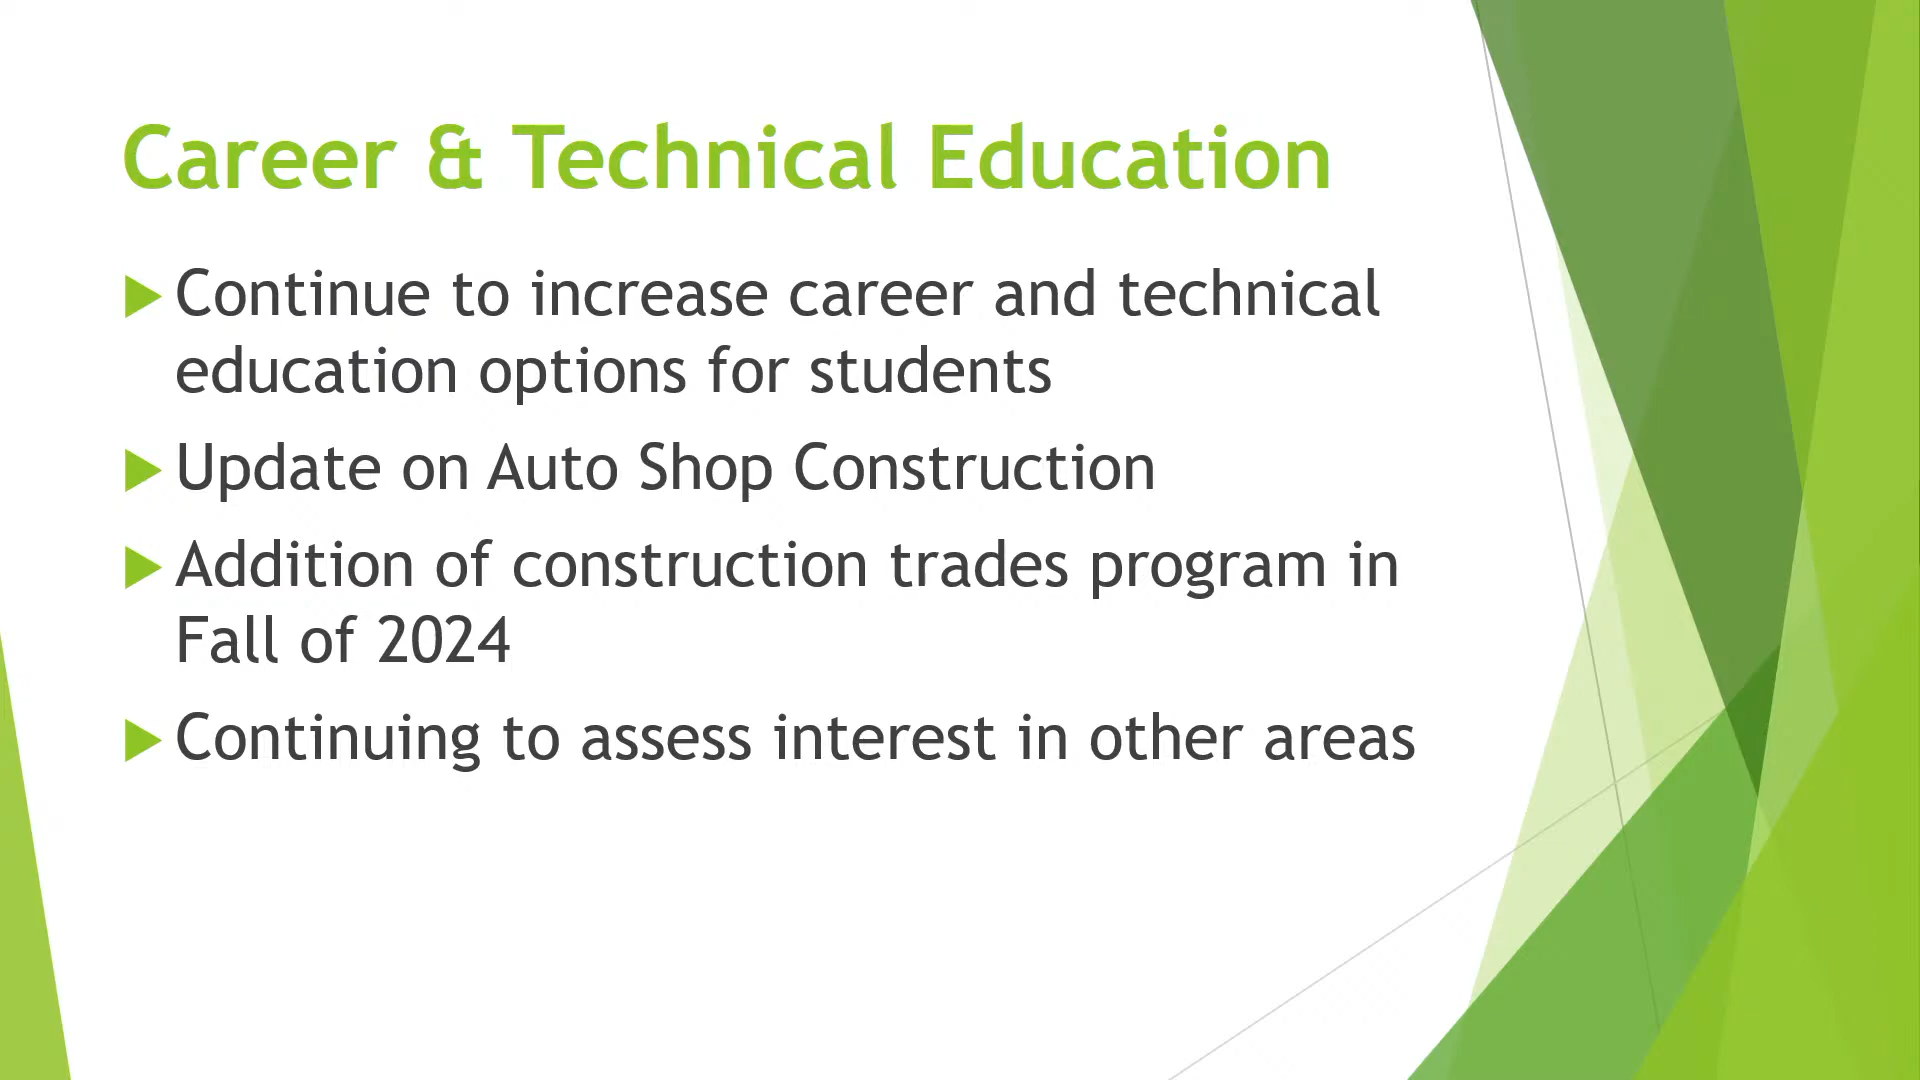 Career & Technical Education
Continue to increase career and technical
education options for students
Update on Auto Shop Construction
Addition of construction trades program in
Fall of 2024
Continuing to assess interest in other areas